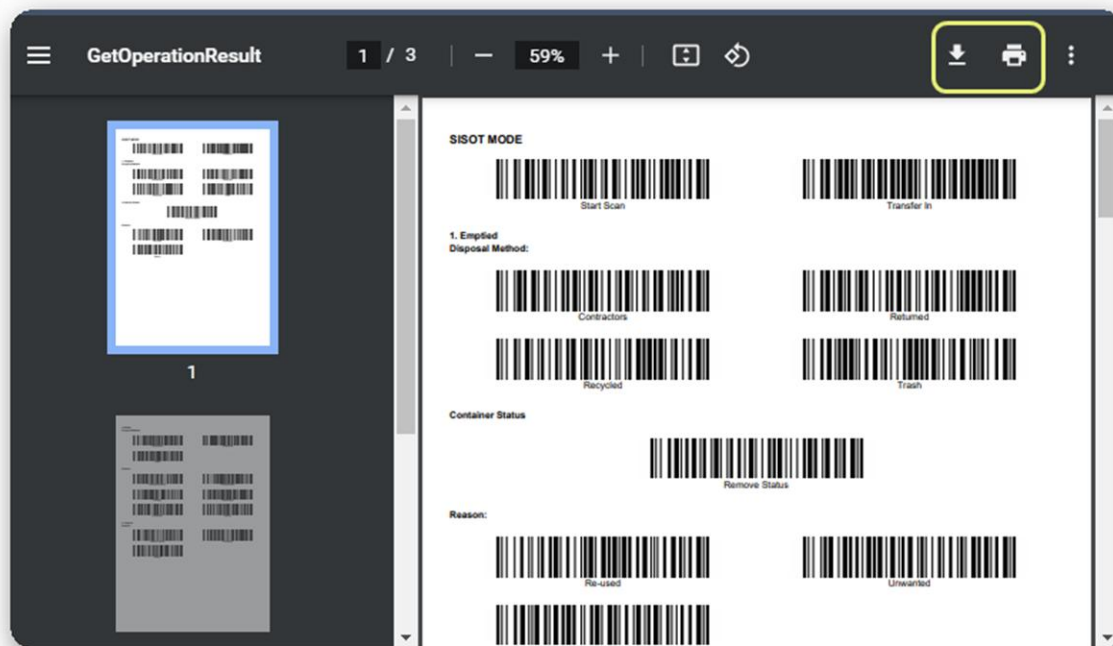 GetOperationResult 1 / 3 59%
SISOT MODE
Start Scan Transfer In
1. Emptied
Disposal Method:
Contractors Returned
Recycled Trash
Container Status
Remove Status
Reason:
Re-used Unwanted
1